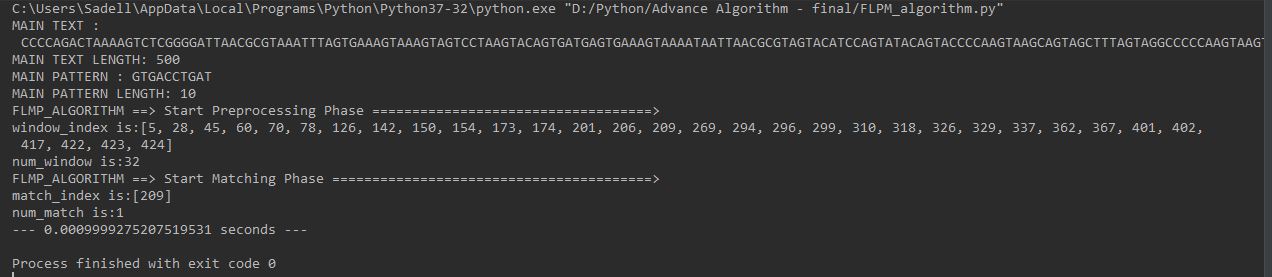 C:\Users\Sadell\AppData\Local\Programs\Python\Python37-32\python.exe "D:/Python/Advance Algorithm - final/FLPM_algorithm.py"
MAIN TEXT :
CCCCAGACTAAAAGTCTCGGGGATTAACGCGTAAATTTAGTGAAAGTAAAGTAGTCCTAAGTACAGTGATGAGTGAAAGTAAAATAATTAACGCGTAGTACATCCAGTATACAGTACCCCAAGTAAGCAGTAGCTTTAGTAGGCCCCCAAGTAAGT
MAIN TEXT LENGTH: 500
MAIN PATTERN : GTGACCTGAT
MAIN PATTERN LENGTH: 10
FLMP_ALGORITHM ==> Start Preprocessing Phase ===================================>
window_index is:[5, 28, 45, 60, 70, 78, 126, 142, 150, 154, 173, 174, 201, 206, 209, 269, 294, 296, 299, 310, 318, 326, 329, 337, 362, 367, 401, 402,
417, 422, 423, 424]
num_window is:32
FLMP_ALGORITHM ==> Start Matching Phase ========================================>
match_index is:[209]
num_match is:1
--- 0.0009999275207519531 seconds ---
Process finished with exit code 0